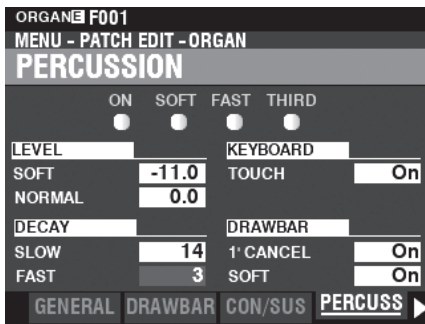 ORGAN E F001
MENU - PATCH EDIT - ORGAN
PERCUSSION
ON SOFT FAST THIRD
LEVEL KEYBOARD
SOFT -11.0 TOUCH On
NORMAL 0.0
DECAY DRAWBAR
SLOW 14 1' CANCEL On
FAST 3 SOFT On
GENERAL DRAWBAR CON/SUS PERCUSS